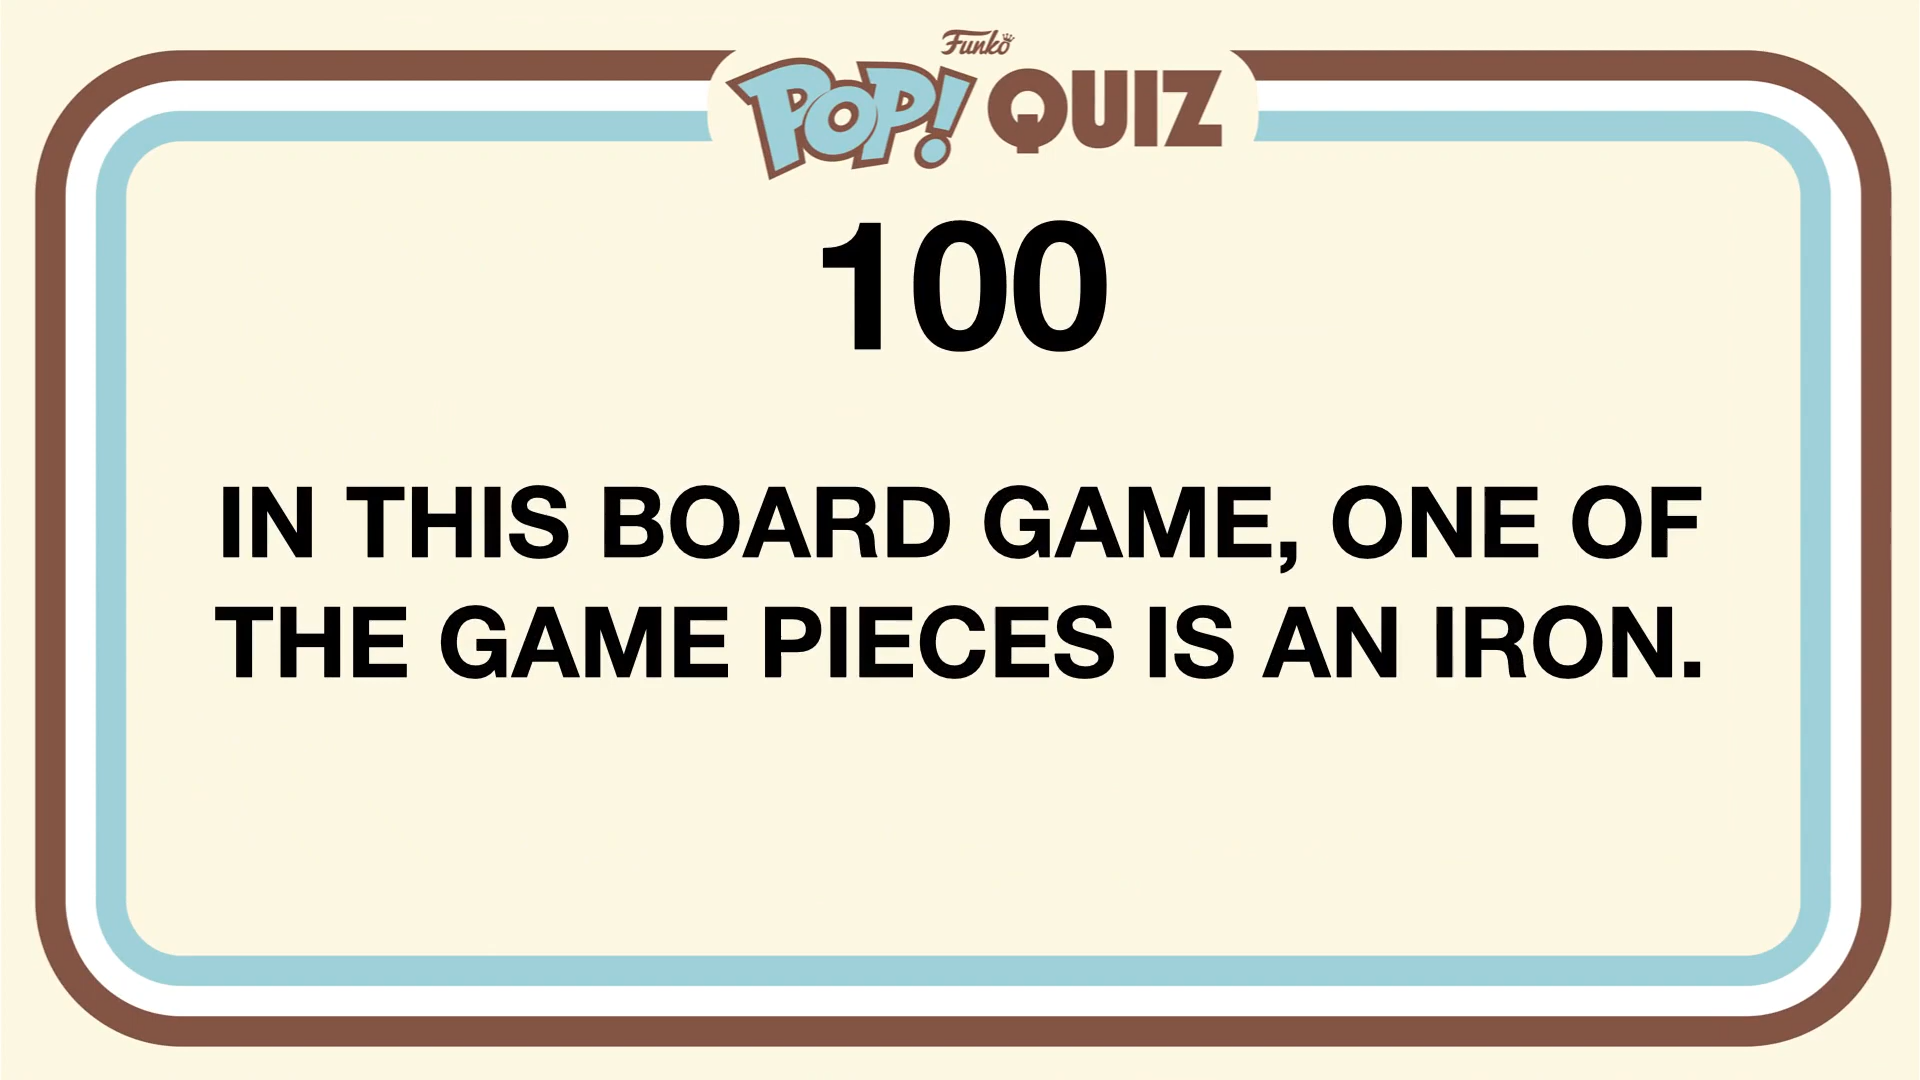 Funko
POP! QUIZ
100
IN THIS BOARD GAME, ONE OF
THE GAME PIECES IS AN IRON.